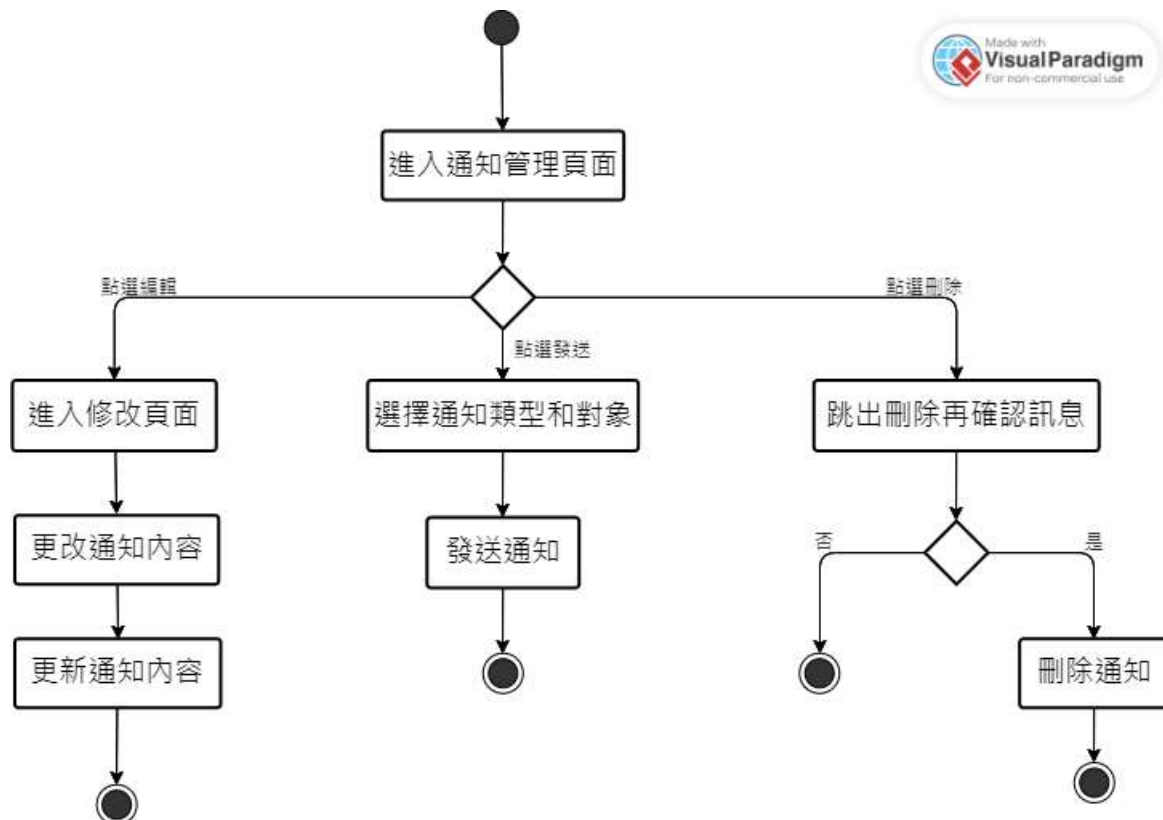 Made with
VisualParadigm
For non-commercial use
進入通知管理頁面
點選編輯
點選刪除
點選發送
進入修改頁面
選擇通知類型和對象
跳出刪除再確認訊息
更改通知內容
發送通知
否
是
更新通知內容
刪除通知